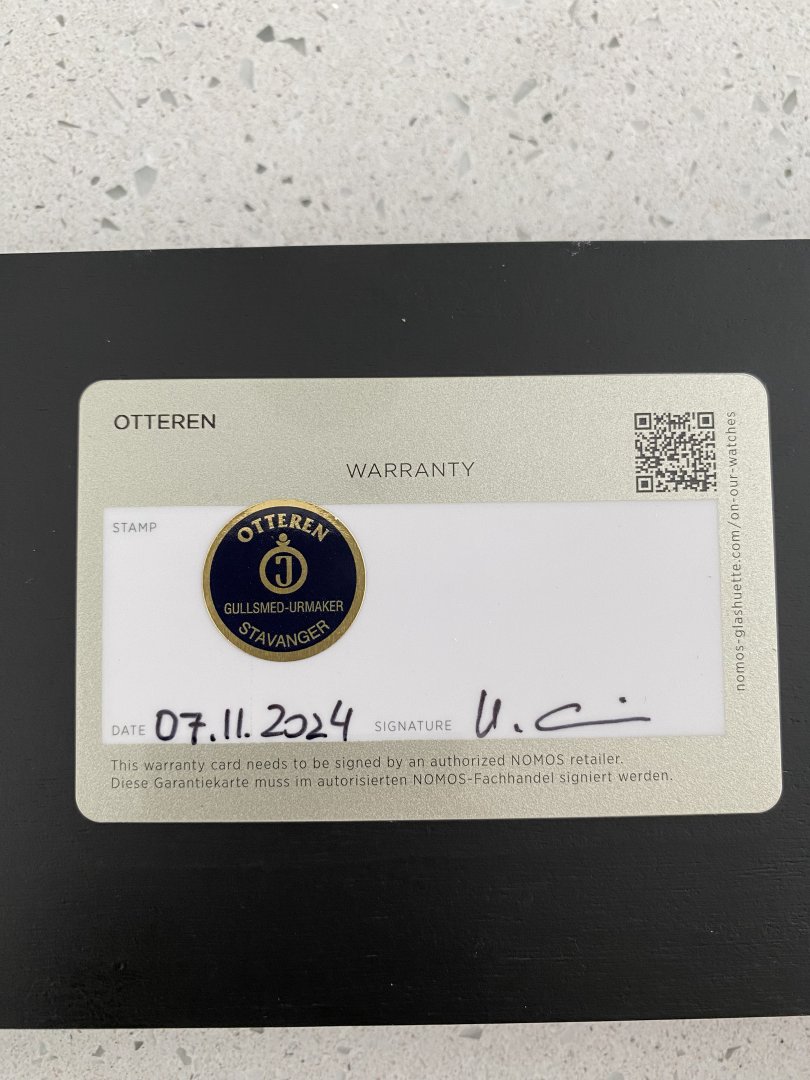 OTTEREN
WARRANTY
nomos-glashuette.com/on-our-watches
STAMP
OTTEREN
GULLSMED-URMAKER
STAVANGER
DATE 07.11.2024 SIGNATURE
This warranty card needs to be signed by an authorized NOMOS retailer.
Diese Garantiekarte muss im autorisierten NOMOS-Fachhandel signiert werden.